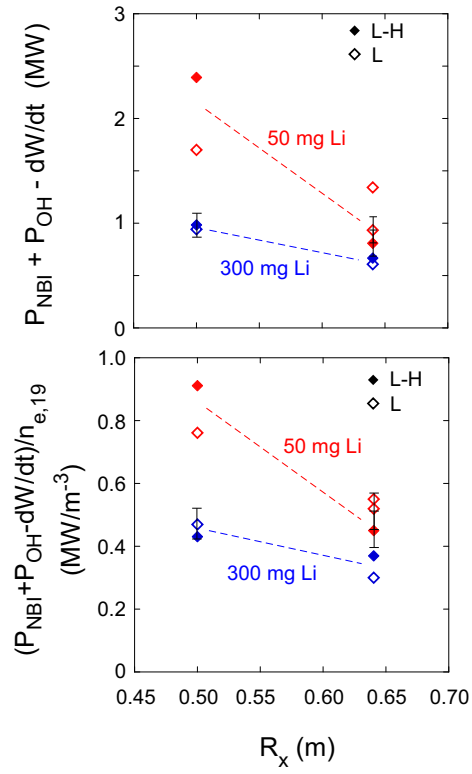 P_NBI + P_OH - dW/dt (MW)
3
2
1
0
L-H
L
50 mg Li
300 mg Li
(P_NBI+P_OH-dW/dt)/n_e,19
(MW/m^-3)
1.0
0.8
0.6
0.4
0.2
0
L-H
L
50 mg Li
300 mg Li
0.45 0.50 0.55 0.60 0.65 0.70
R_x (m)